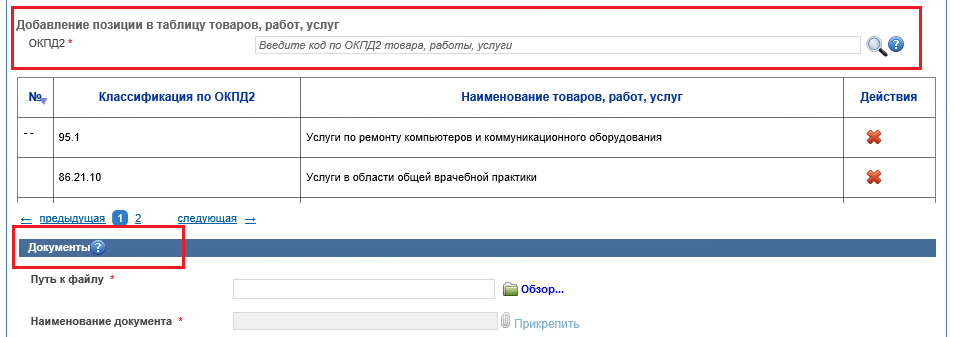 Добавление позиции в таблицу товаров, работ, услуг
ОКПД2 * Введите код по ОКПД2 товара, работы, услуги
№ Классификация по ОКПД2 Наименование товаров, работ, услуг Действия
-- 95.1 Услуги по ремонту компьютеров и коммуникационного оборудования
86.21.10 Услуги в области общей врачебной практики
← предыдущая 1 2 следующая →
Документы ?
Путь к файлу * Обзор...
Наименование документа * Прикрепить